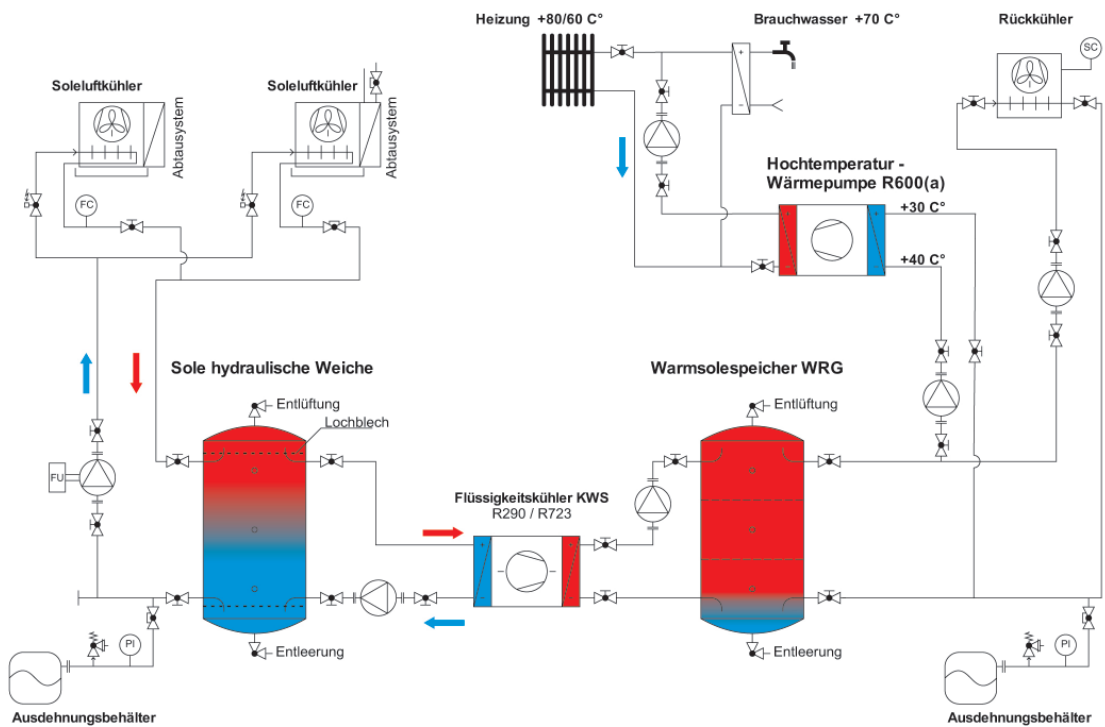 Heizung +80/60 C°
Brauchwasser +70 C°
Rückkühler
SC
Soleluftkühler
Soleluftkühler
Abtausystem
Abtausystem
FC
FC
Hochtemperatur -
Wärmepumpe R600(a)
+30 C°
+40 C°
Sole hydraulische Weiche
Warmsolespeicher WRG
Entlüftung
Entlüftung
Lochblech
FU
Flüssigkeitskühler KWS
R290 / R723
Entleerung
Entleerung
PI
PI
Ausdehnungsbehälter
Ausdehnungsbehälter